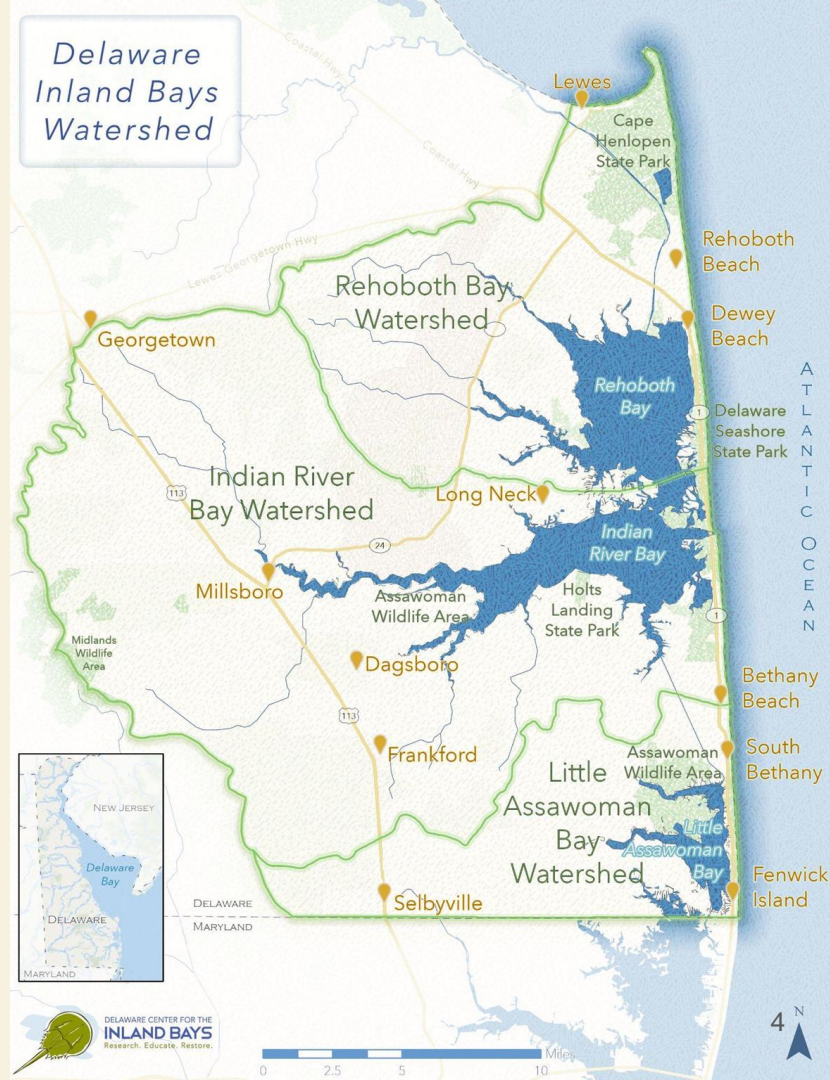 Delaware
Inland Bays
Watershed
Coastal Hwy
Lewes
Cape
Henlopen
State Park
Coastal Hwy
Lewes Georgetown Hwy
Rehoboth
Beach
Rehoboth Bay
Watershed
Georgetown
Dewey
Beach
Rehoboth
Bay
1
Delaware
Seashore
State Park
ATLANTIC OCEAN
Indian River
Bay Watershed
113
Long Neck
24
Indian
River Bay
Millsboro
Assawoman
Wildlife Area
Holts
Landing
State Park
1
Midlands
Wildlife
Area
Dagsboro
Bethany
Beach
113
Frankford
South
Bethany
Assawoman
Wildlife Area
Little
Assawoman
Bay
Watershed
Little
Assawoman
Bay
Fenwick
Island
Selbyville
DELAWARE
MARYLAND
NEW JERSEY
Delaware
Bay
DELAWARE
MARYLAND
DELAWARE CENTER FOR THE
INLAND BAYS
Research. Educate. Restore.
Miles
0 2.5 5 10
4
N